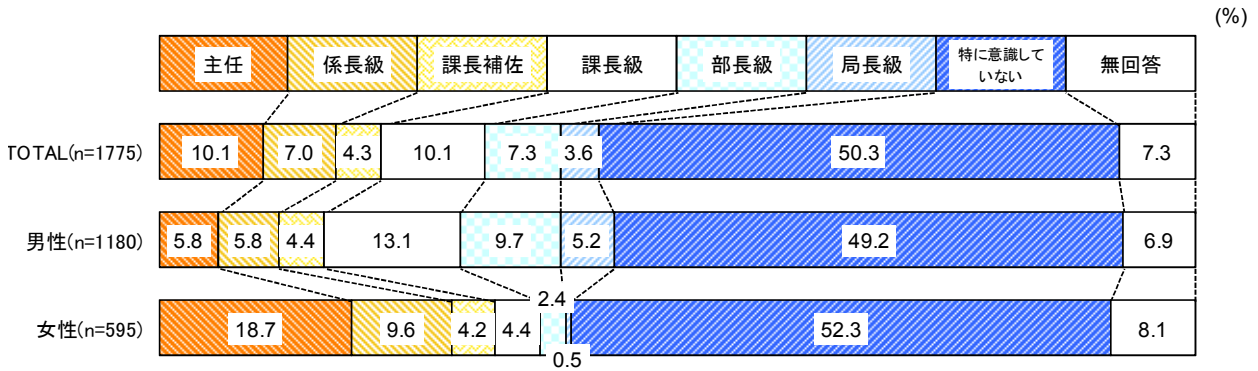 (%)
主任 係長級 課長補佐 課長級 部長級 局長級 特に意識して 無回答
いない
TOTAL(n=1775) 10.1 7.0 4.3 10.1 7.3 3.6 50.3 7.3
男性(n=1180) 5.8 5.8 4.4 13.1 9.7 5.2 49.2 6.9
2.4
女性(n=595) 18.7 9.6 4.2 4.4 52.3 8.1
0.5